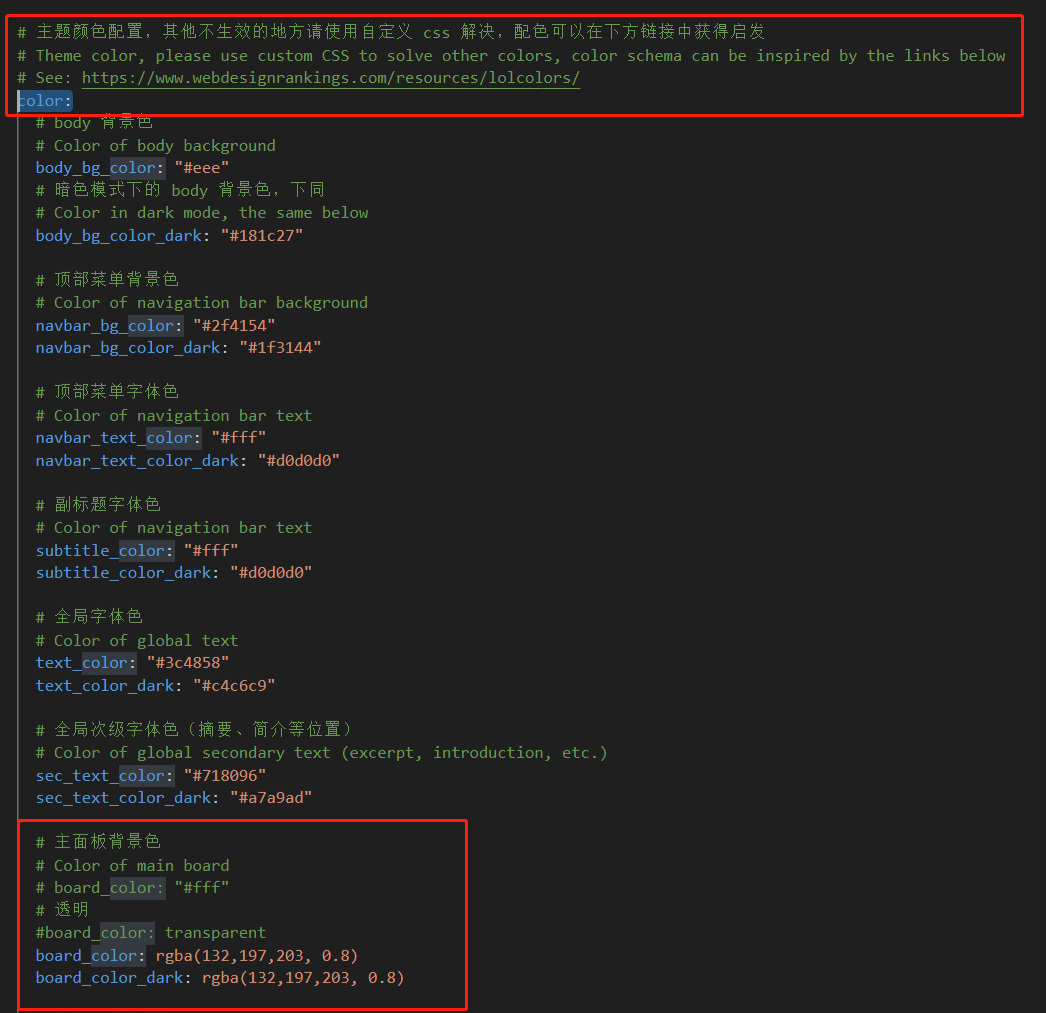 # 主题颜色配置，其他不生效的地方请使用自定义 css 解决，配色可以在下方链接中获得启发
# Theme color, please use custom CSS to solve other colors, color schema can be inspired by the links below
# See: https://www.webdesignrankings.com/resources/lolcolors/
color:
# body 背景色
# Color of body background
body_bg_color: "#eee"
# 暗色模式下的 body 背景色，下同
# Color in dark mode, the same below
body_bg_color_dark: "#181c27"
# 顶部菜单背景色
# Color of navigation bar background
navbar_bg_color: "#2f4154"
navbar_bg_color_dark: "#1f3144"
# 顶部菜单字体色
# Color of navigation bar text
navbar_text_color: "#fff"
navbar_text_color_dark: "#d0d0d0"
# 副标题字体色
# Color of navigation bar text
subtitle_color: "#fff"
subtitle_color_dark: "#d0d0d0"
# 全局字体色
# Color of global text
text_color: "#3c4858"
text_color_dark: "#c4c6c9"
# 全局次级字体色（摘要、简介等位置）
# Color of global secondary text (excerpt, introduction, etc.)
sec_text_color: "#718096"
sec_text_color_dark: "#a7a9ad"
# 主面板背景色
# Color of main board
# board_color: "#fff"
# 透明
#board_color: transparent
board_color: rgba(132,197,203, 0.8)
board_color_dark: rgba(132,197,203, 0.8)